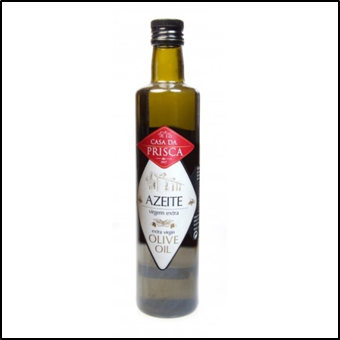 CASA DA
PRISCA
AZEITE
virgem extra
extra virgin
OLIVE
OIL